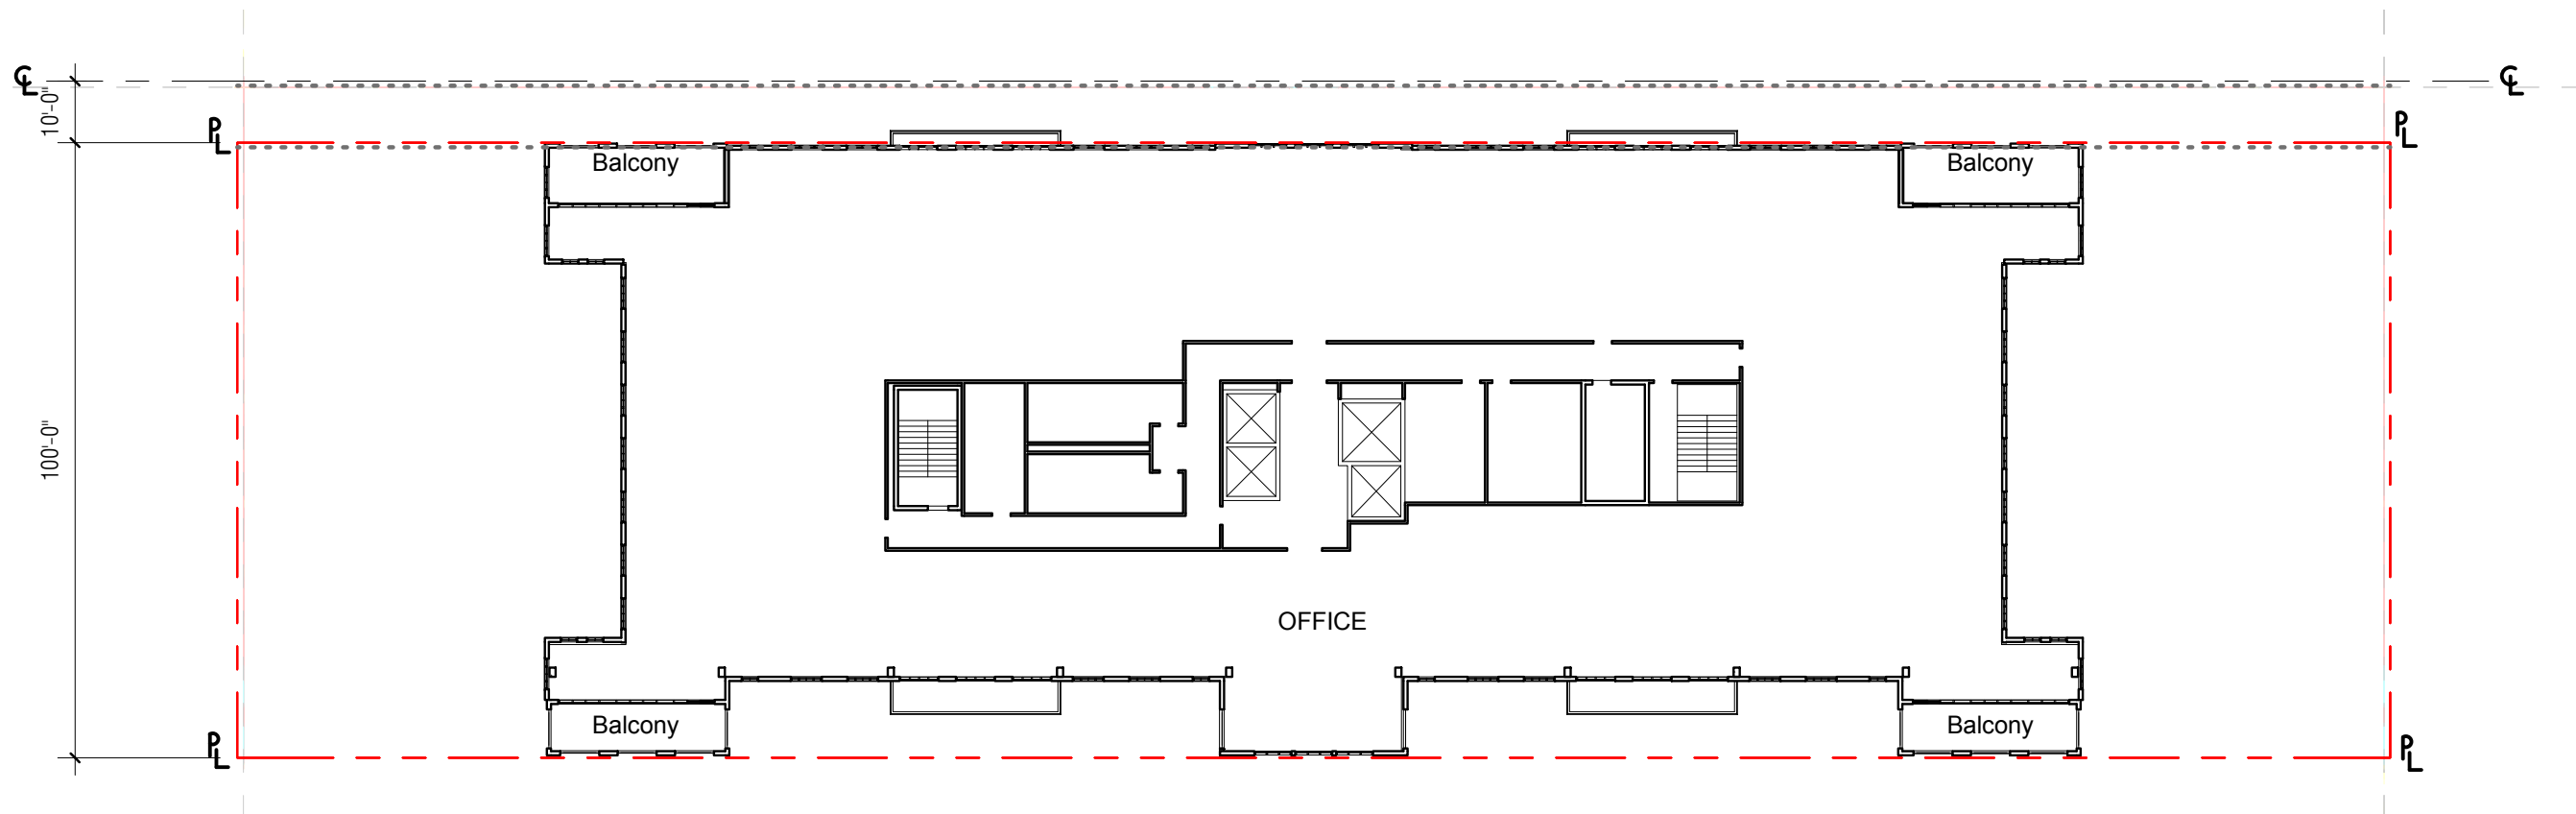 CL
CL
10'-0"
PL
PL
Balcony
Balcony
100'-0"
OFFICE
Balcony
Balcony
PL
PL